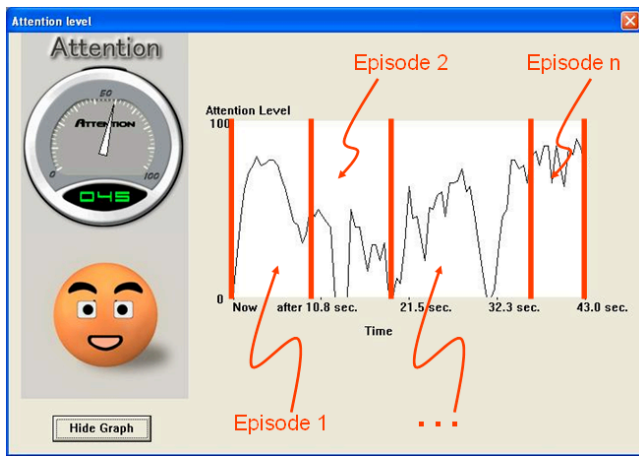 Attention level
Attention
50
ATTENTION
0
100
045
Hide Graph
Episode 2
Episode n
Attention Level
100
0
Now
after 10.8 sec.
21.5 sec.
32.3 sec.
43.0 sec.
Time
Episode 1
...